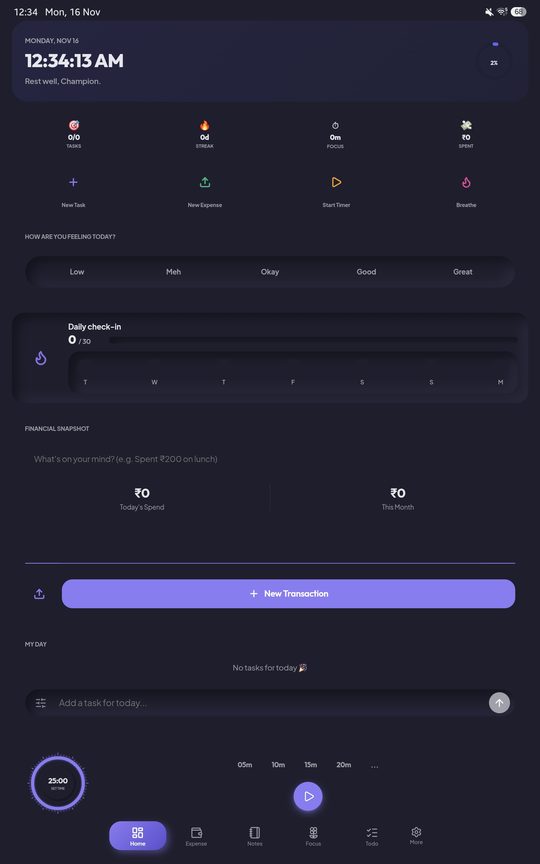 12:34 Mon, 16 Nov
68
MONDAY, NOV 16
12:34:13 AM
Rest well, Champion.
2%
0/0
TASKS
0d
STREAK
0m
FOCUS
₹0
SPENT
New Task
New Expense
Start Timer
Breathe
HOW ARE YOU FEELING TODAY?
Low Meh Okay Good Great
Daily check-in
0 / 30
T W T F S S M
FINANCIAL SNAPSHOT
What's on your mind? (e.g. Spent ₹200 on lunch)
₹0
Today's Spend
₹0
This Month
+ New Transaction
MY DAY
No tasks for today 🎉
Add a task for today...
25:00
SET TIME
05m 10m 15m 20m ...
Home Expense Notes Focus Todo More